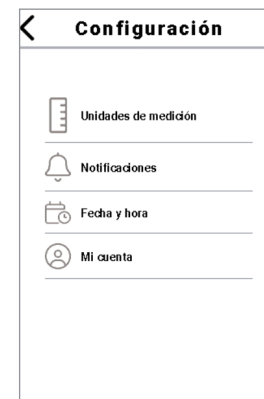 Configuración
Unidades de medición
Notificaciones
Fecha y hora
Mi cuenta